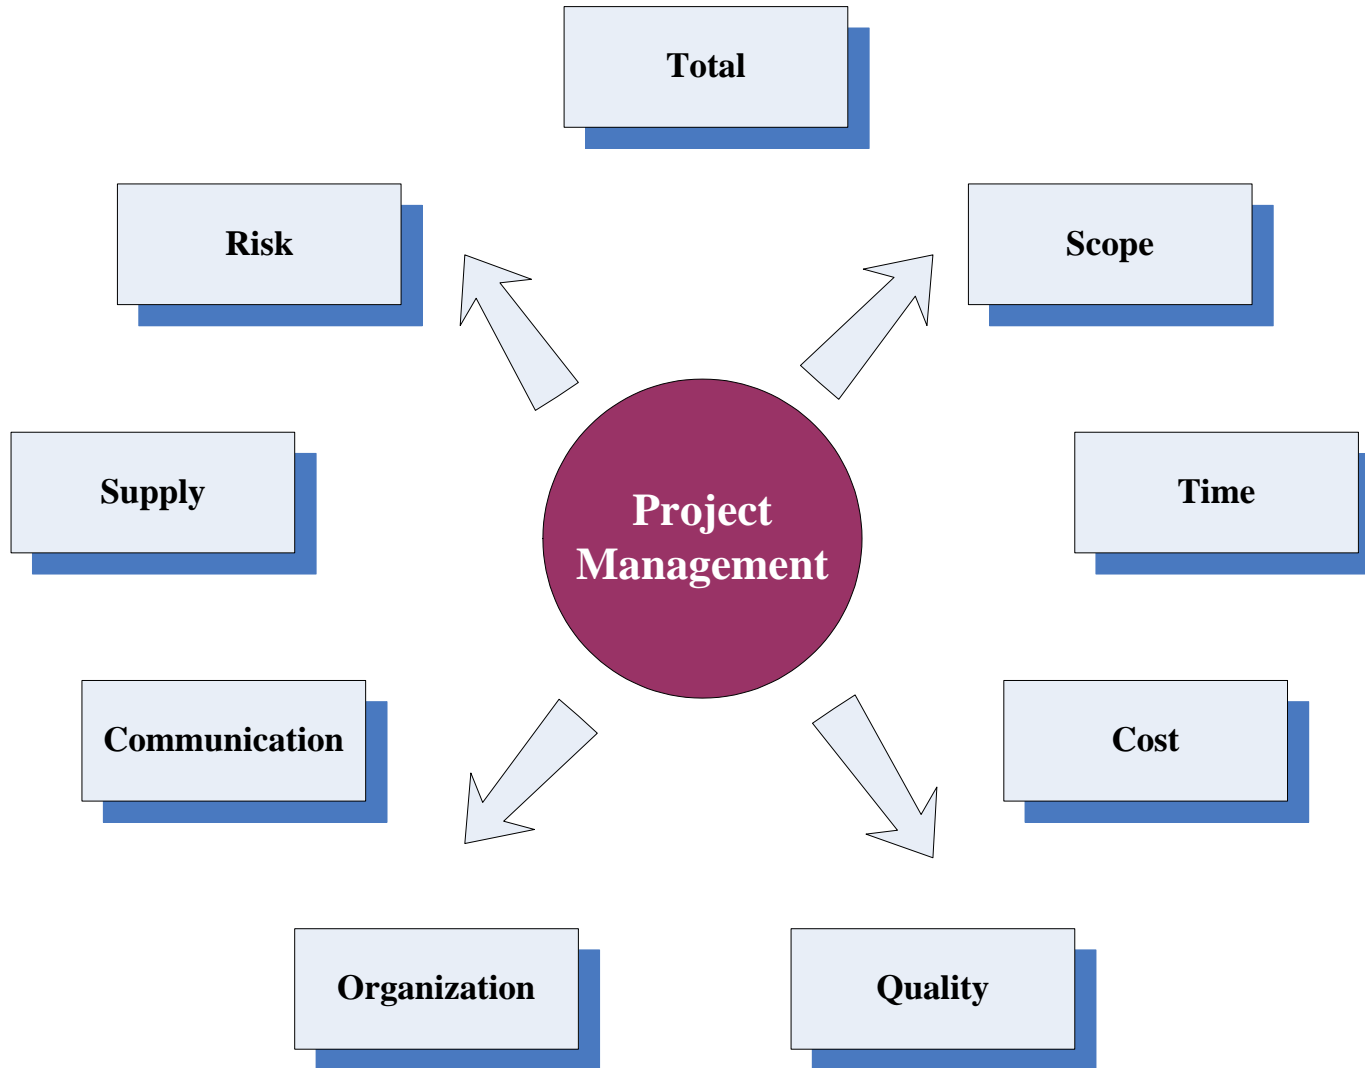 Total
Risk
Scope
Supply
Time
Project
Management
Communication
Cost
Organization
Quality